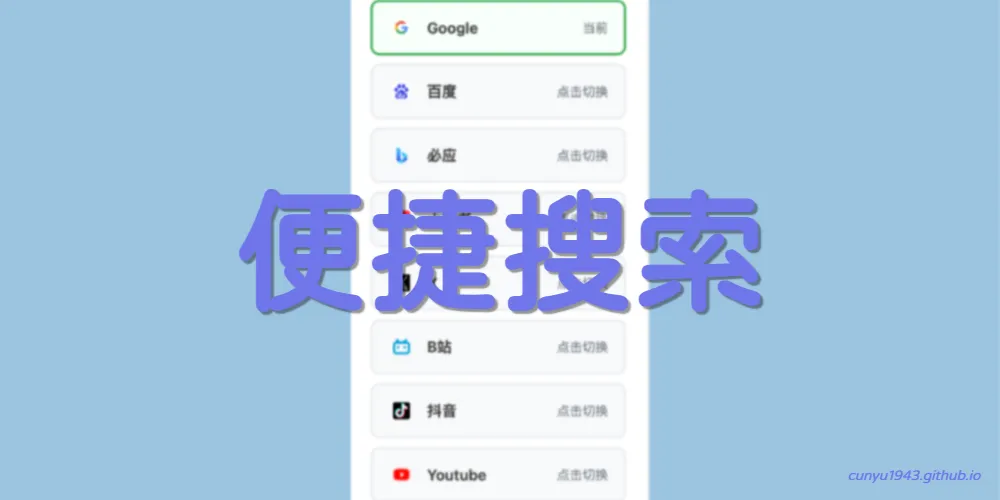 Google 当前
百度 点击切换
必应 点击切换
便捷搜索
B站 点击切换
抖音 点击切换
Youtube 点击切换
cunyu1943.github.io